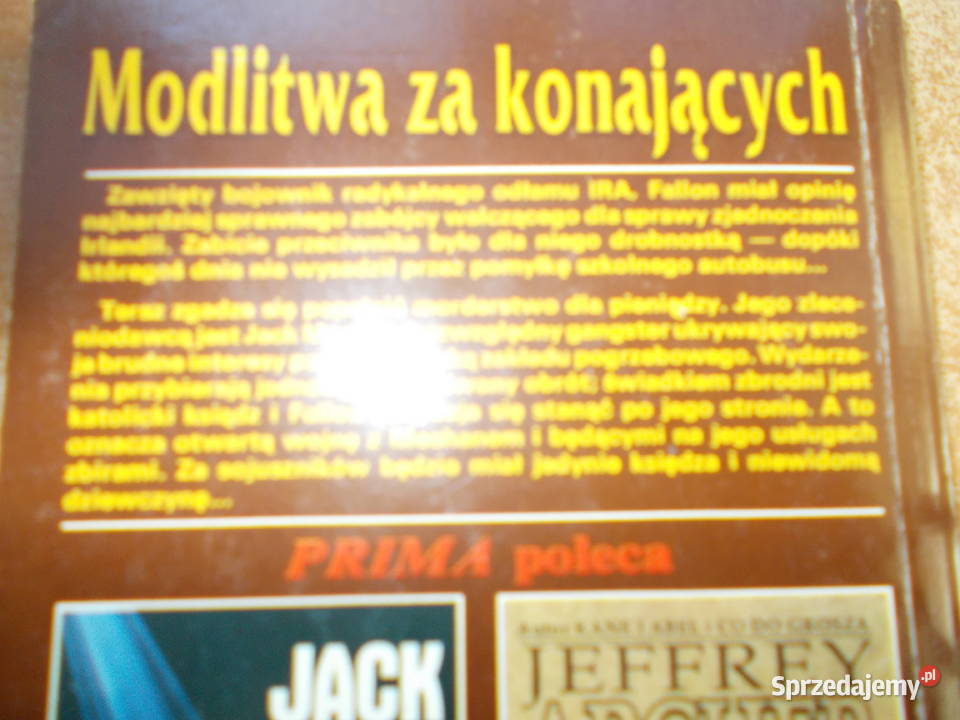 Modlitwa za konających
Zawzięty bojownik radykalnego odłamu IRA, Fallon miał opinię
najbardziej sprawnego zabójcy walczącego dla sprawy zjednoczenia
Irlandii. Zabicie przeciwnika było dla niego drobnostką — dopóki
któregoś dnia nie wysadził przez pomyłkę szkolnego autobusu...
Teraz zgadza się popełnić morderstwo dla pieniędzy. Jego zlece-
niodawcą jest Jack gangster ukrywający swo-
je brudne interesy zakładu pogrzebowego. Wydarze-
nia przybierają obrót: świadkiem zbrodni jest
katolicki ksiądz i się stanąć po jego stronie. A to
oznacza otwartą wojnę z Meehanem i będącymi na jego usługach
zbirami. Za sojuszników będzie miał jedynie księdza i niewidomą
dziewczynę...
PRIMA poleca
JACK
Autor KANE I ABEL I CO DO GROSZA
JEFFREY
ARCHER
Sprzedajemy.pl